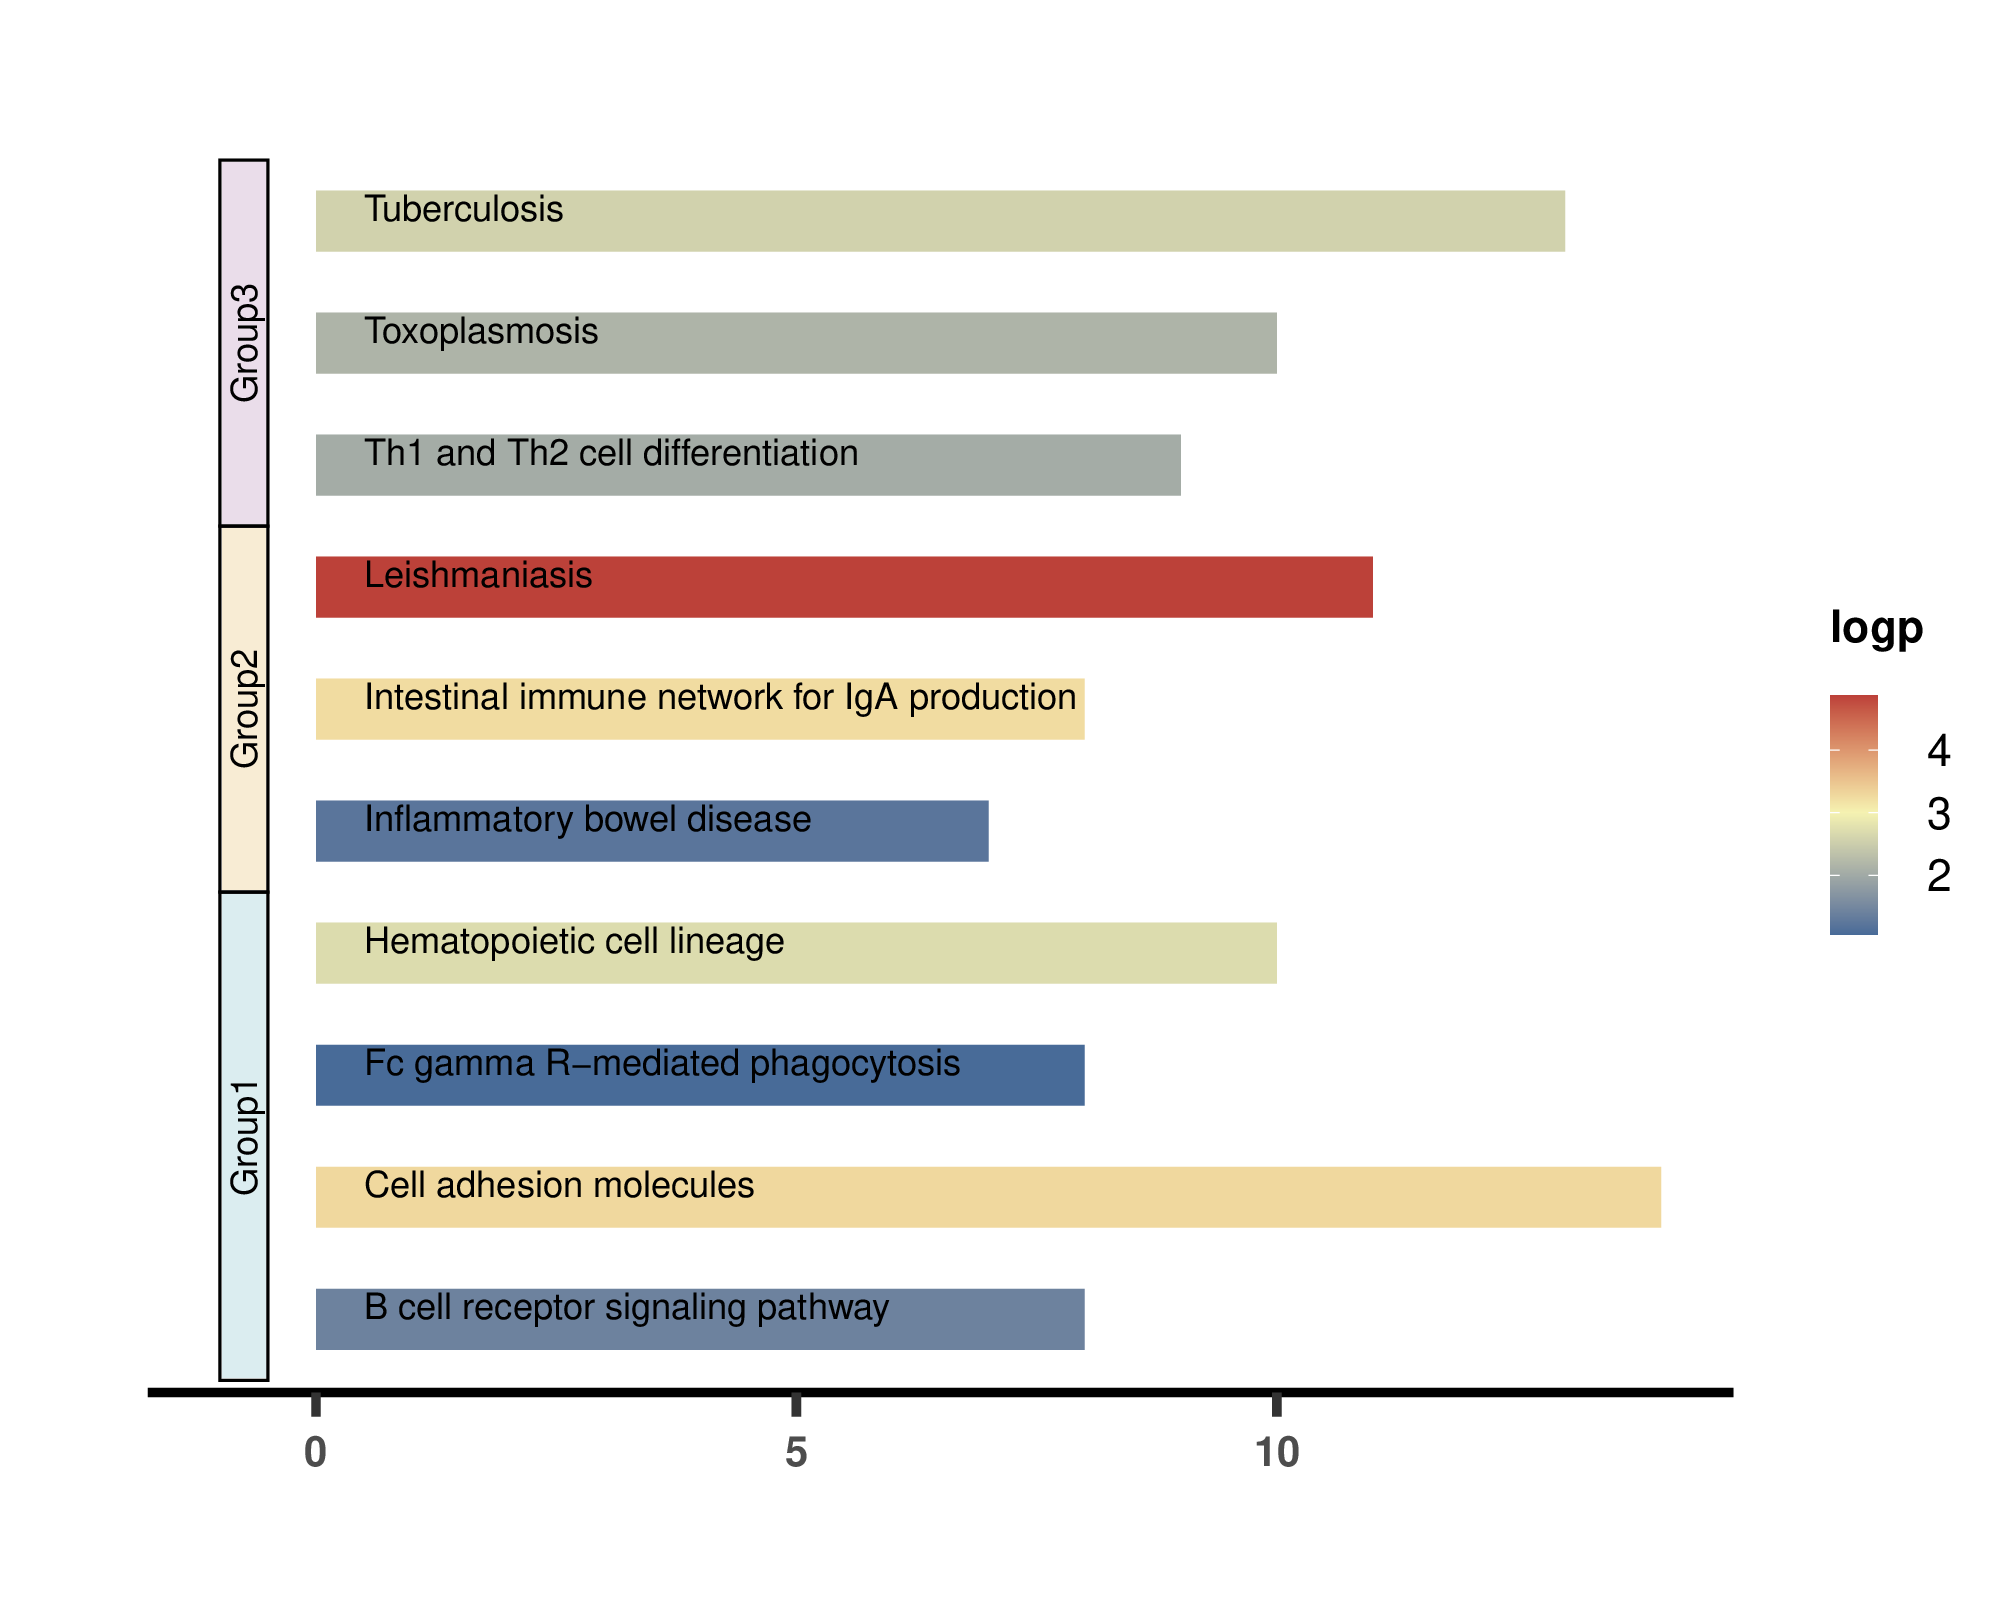 Group3
Tuberculosis
Toxoplasmosis
Th1 and Th2 cell differentiation
Group2
Leishmaniasis
Intestinal immune network for IgA production
Inflammatory bowel disease
Group1
Hematopoietic cell lineage
Fc gamma R−mediated phagocytosis
Cell adhesion molecules
B cell receptor signaling pathway
0 5 10
logp
4
3
2